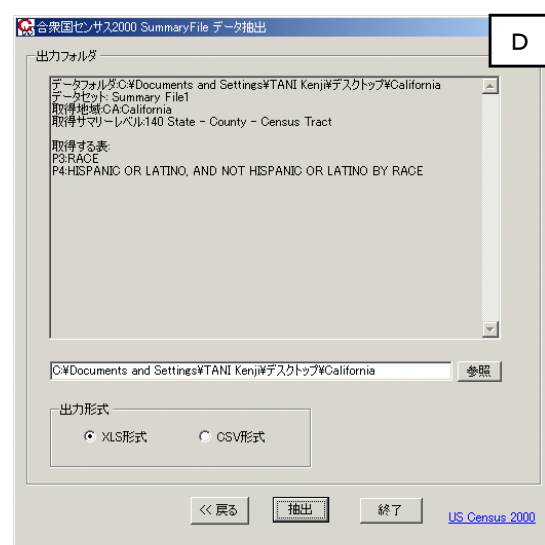 合衆国センサス2000 SummaryFile データ抽出
D
出力フォルダ
データフォルダ:C:¥Documents and Settings¥TANI Kenji¥デスクトップ¥California
データセット: Summary File1
取得地域:CA:California
取得サマリーレベル:140 State - County - Census Tract
取得する表:
P3:RACE
P4:HISPANIC OR LATINO, AND NOT HISPANIC OR LATINO BY RACE
C:¥Documents and Settings¥TANI Kenji¥デスクトップ¥California
参照
出力形式
XLS形式
CSV形式
<< 戻る
抽出
終了
US Census 2000